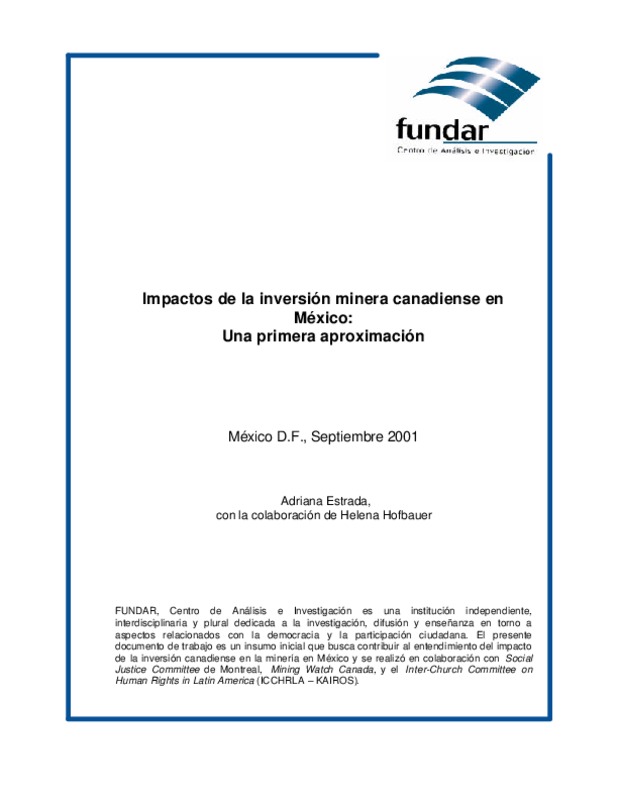 fundar
Centro de Análisis e Investigación
Impactos de la inversión minera canadiense en
México:
Una primera aproximación
México D.F., Septiembre 2001
Adriana Estrada,
con la colaboración de Helena Hofbauer
FUNDAR, Centro de Análisis e Investigación es una institución independiente,
interdisciplinaria y plural dedicada a la investigación, difusión y enseñanza en torno a
aspectos relacionados con la democracia y la participación ciudadana. El presente
documento de trabajo es un insumo inicial que busca contribuir al entendimiento del impacto
de la inversión canadiense en la minería en México y se realizó en colaboración con Social
Justice Committee de Montreal, Mining Watch Canada, y el Inter-Church Committee on
Human Rights in Latin America (ICCHRLA – KAIROS).